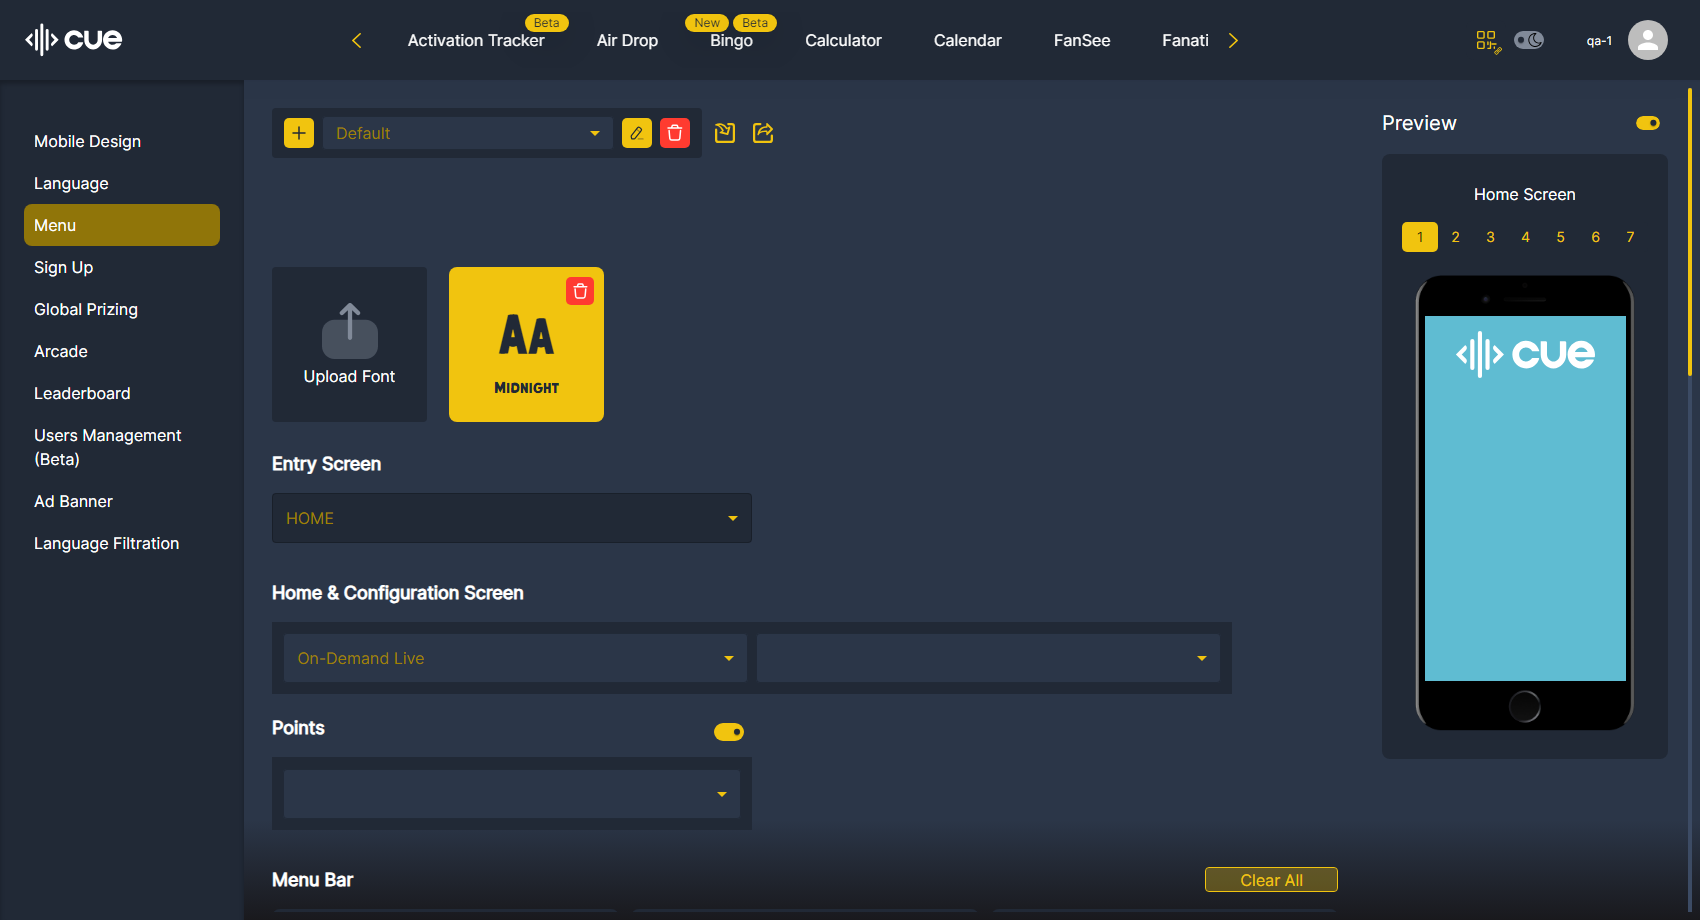 cue
Beta
New
Beta
Activation Tracker
Air Drop
Bingo
Calculator
Calendar
FanSee
Fanati
qa-1
Mobile Design
Language
Menu
Sign Up
Global Prizing
Arcade
Leaderboard
Users Management
(Beta)
Ad Banner
Language Filtration
Default
Upload Font
AA
MIDNIGHT
Entry Screen
HOME
Home & Configuration Screen
On-Demand Live
Points
Menu Bar
Clear All
Preview
Home Screen
1 2 3 4 5 6 7
cue